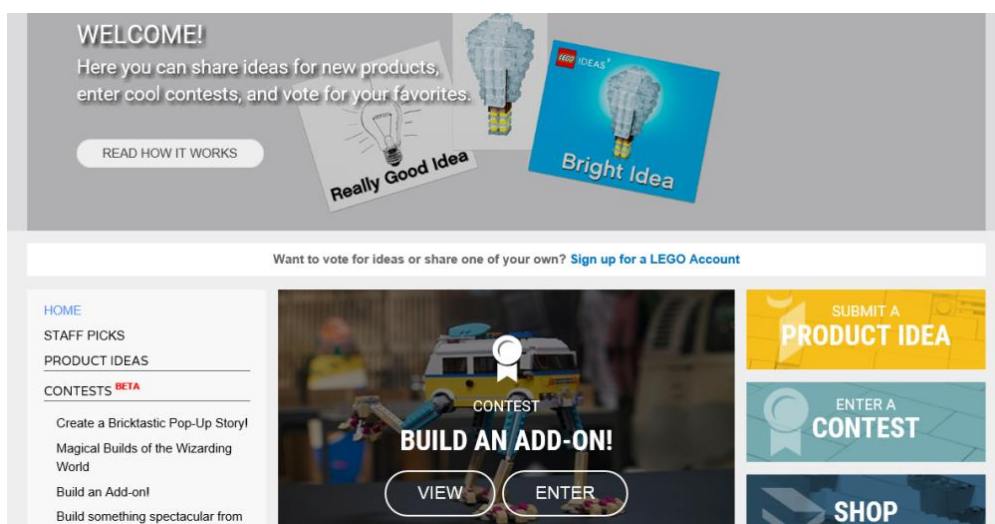 WELCOME!
Here you can share ideas for new products,
enter cool contests, and vote for your favorites.
READ HOW IT WORKS
Really Good Idea
LEGO IDEAS
Bright Idea
Want to vote for ideas or share one of your own? Sign up for a LEGO Account
HOME
STAFF PICKS
PRODUCT IDEAS
CONTESTS BETA
Create a Bricktastic Pop-Up Story!
Magical Builds of the Wizarding
World
Build an Add-on!
Build something spectacular from
CONTEST
BUILD AN ADD-ON!
VIEW
ENTER
SUBMIT A
PRODUCT IDEA
ENTER A
CONTEST
SHOP